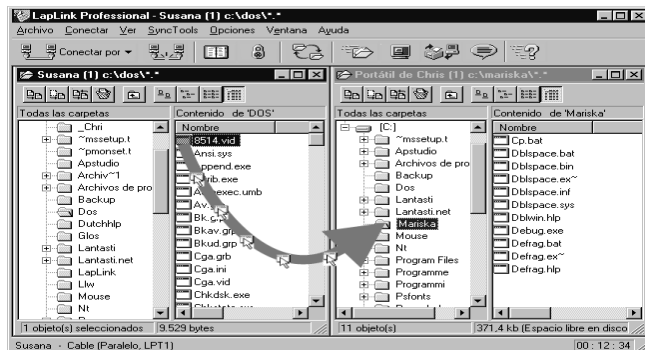 LapLink Professional - Susana (1) c:\dos\*.*
Archivo Conectar Ver SyncTools Opciones Ventana Ayuda
Conectar por
Susana (1) c:\dos\*.*
Todas las carpetas
Contenido de 'DOS'
Nombre
_Chri
~mssetup.t
~pmonset.t
Apstudio
Archiv~1
Archivos de pro
Backup
Dos
Dutchhlp
Glos
Lantasti
Lantasti.net
LapLink
Llw
Mouse
Nt
8514.vid
Ansi.sys
Append.exe
Bkav.grp
Bkud.grp
Cga.grb
Cga.ini
Cga.vid
Chkdsk.exe
1 objeto(s) seleccionados
9.529 bytes
Portátil de Chris (1) c:\mariska\*.*
Todas las carpetas
Contenido de 'Mariska'
Nombre
[C:]
~mssetup.t
Apstudio
Archivos de pro
Backup
Dos
Lantasti
Lantasti.net
Mariska
Mouse
Nt
Program Files
Programme
Programmi
Psfonts
Cp.bat
Dblspace.bat
Dblspace.bin
Dblspace.ex~
Dblspace.inf
Dblspace.sys
Dblwin.hlp
Debug.exe
Defrag.bat
Defrag.ex~
Defrag.hlp
11 objeto(s)
371,4 kb (Espacio libre en disco
Susana - Cable (Paralelo, LPT1)
00:12:34